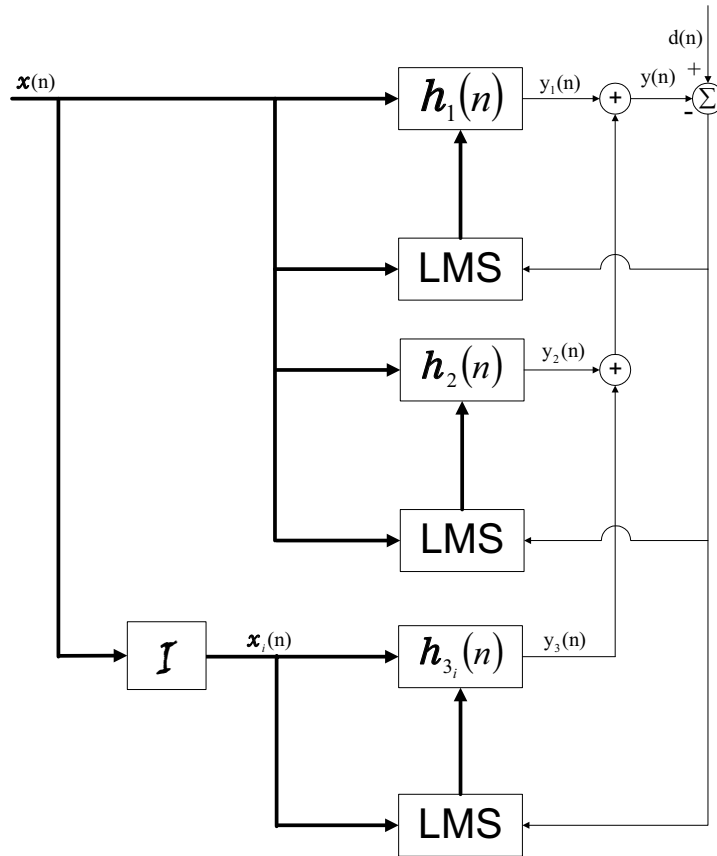 d(n)
x(n)
h₁(n)
y₁(n)
+
y(n)
+
-
Σ
LMS
h₂(n)
y₂(n)
+
LMS
I
xᵢ(n)
h₃ᵢ(n)
y₃(n)
LMS